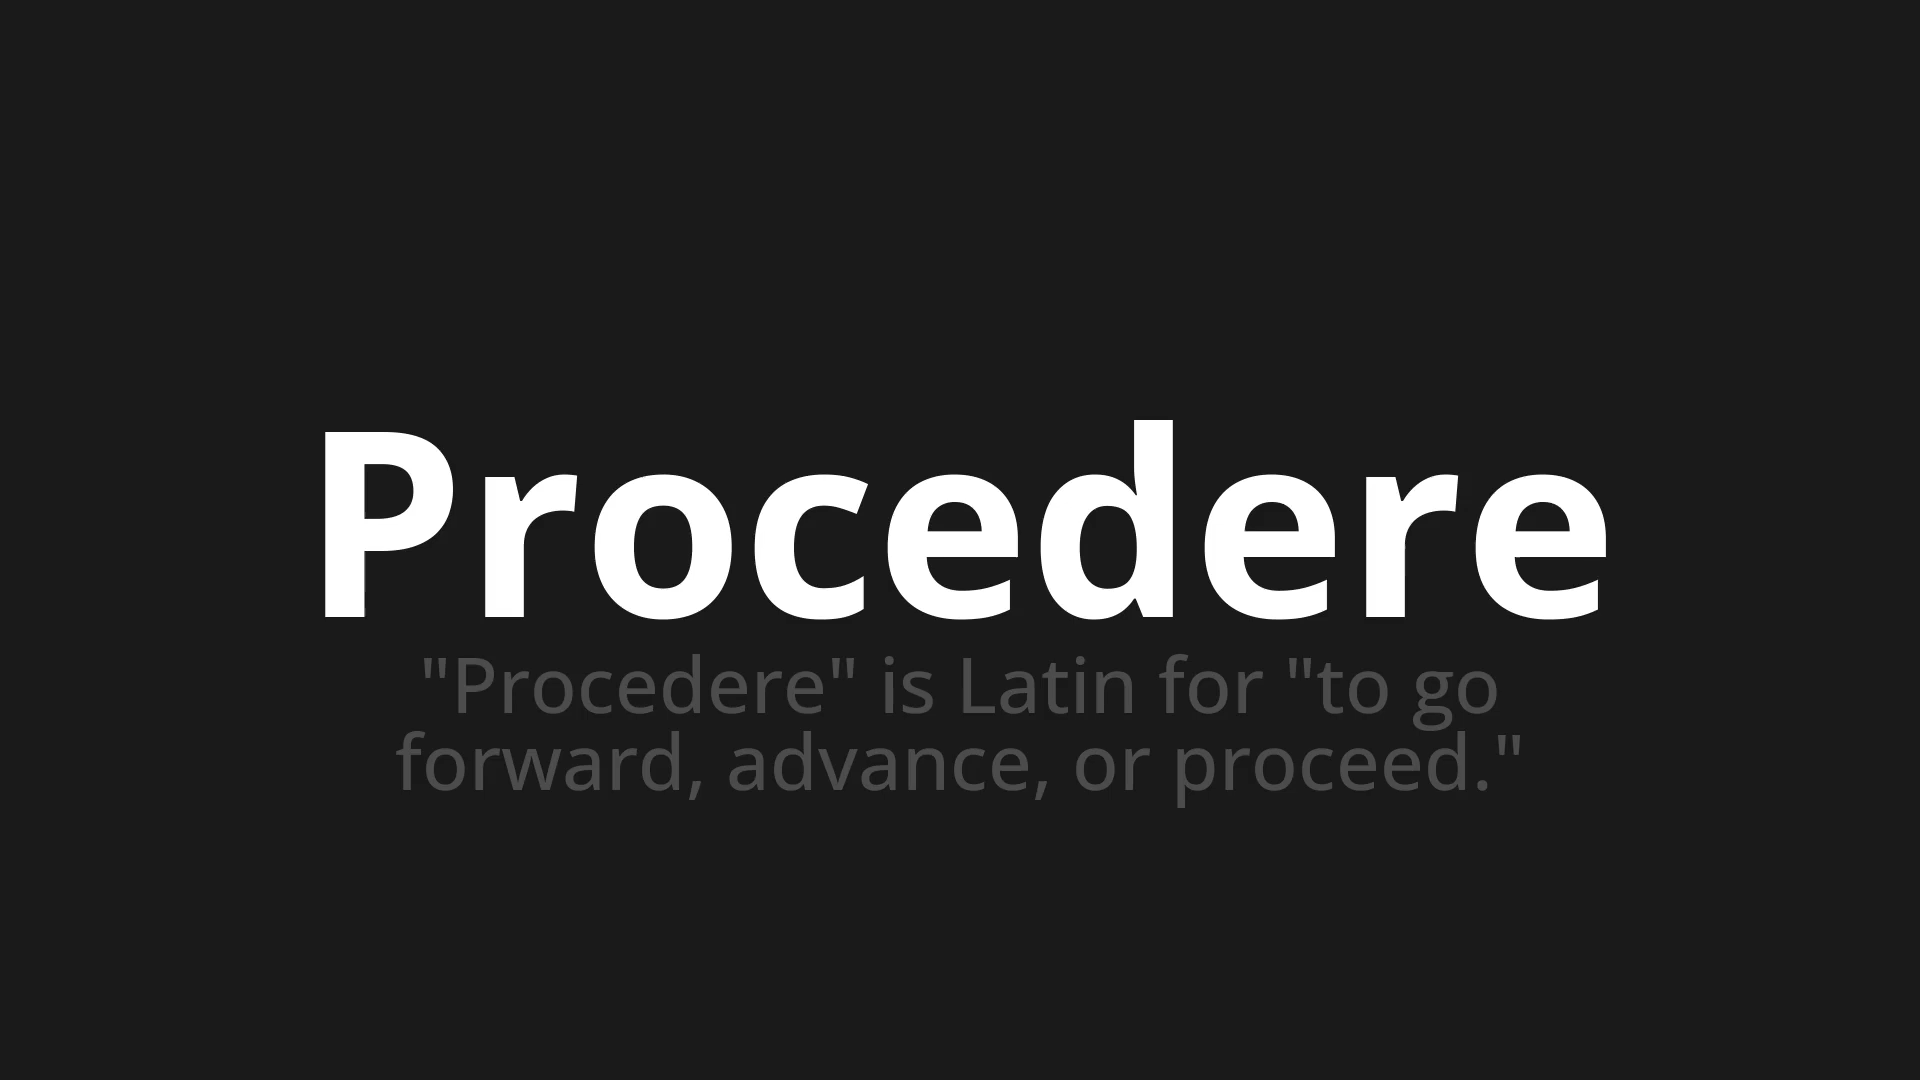 Procedere
"Procedere" is Latin for "to go
forward, advance, or proceed."